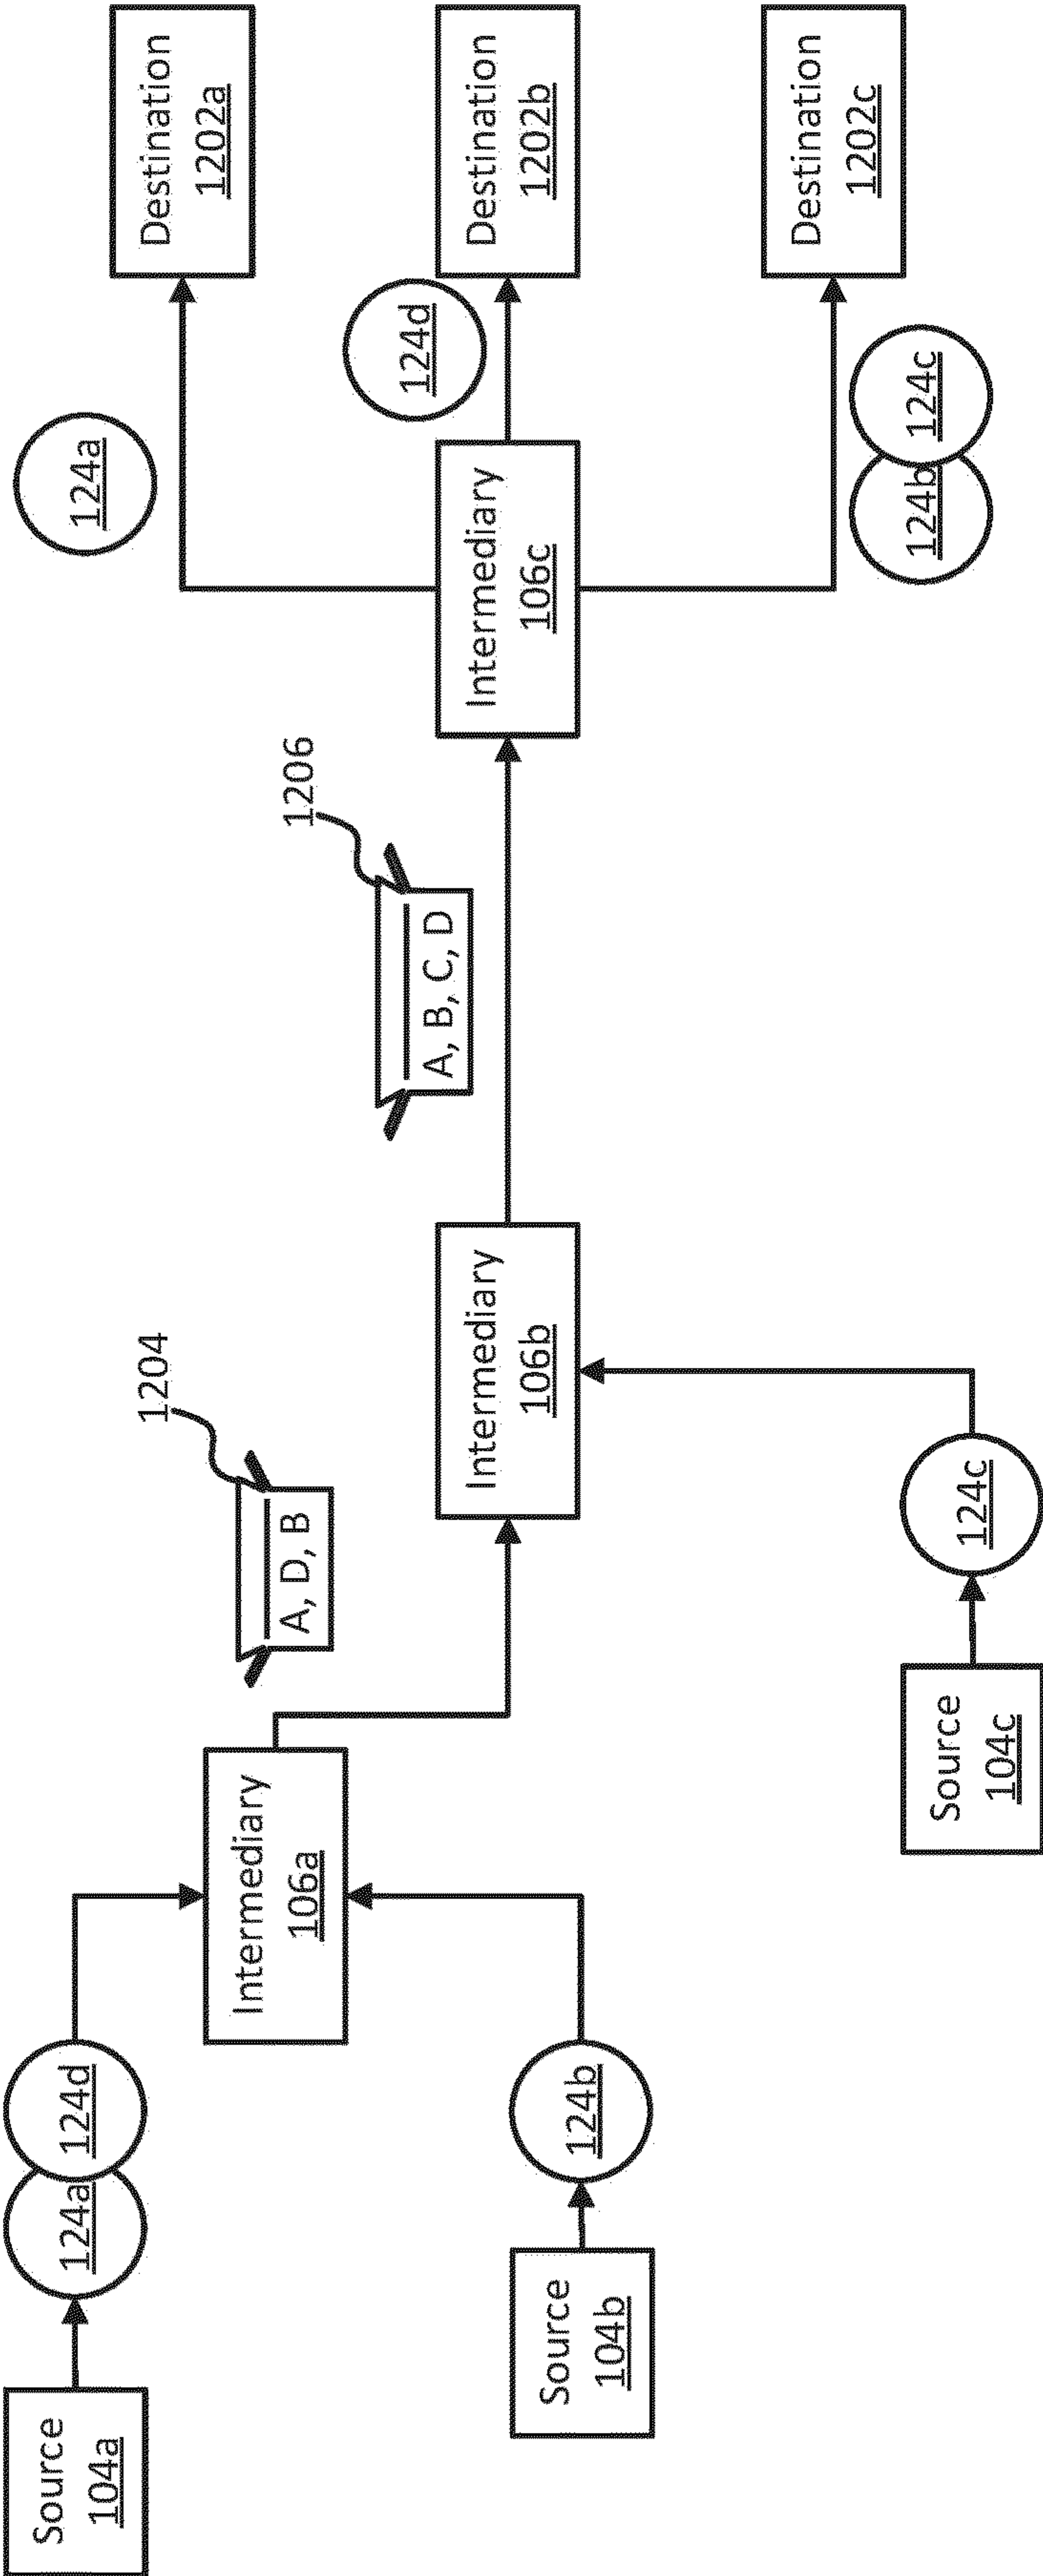 Source
104a
124a
124d
Source
104b
124b
Intermediary
106a
1204
A, D, B
Source
104c
124c
Intermediary
106b
1206
A, B, C, D
Intermediary
106c
124a
Destination
1202a
124d
Destination
1202b
124b
124c
Destination
1202c